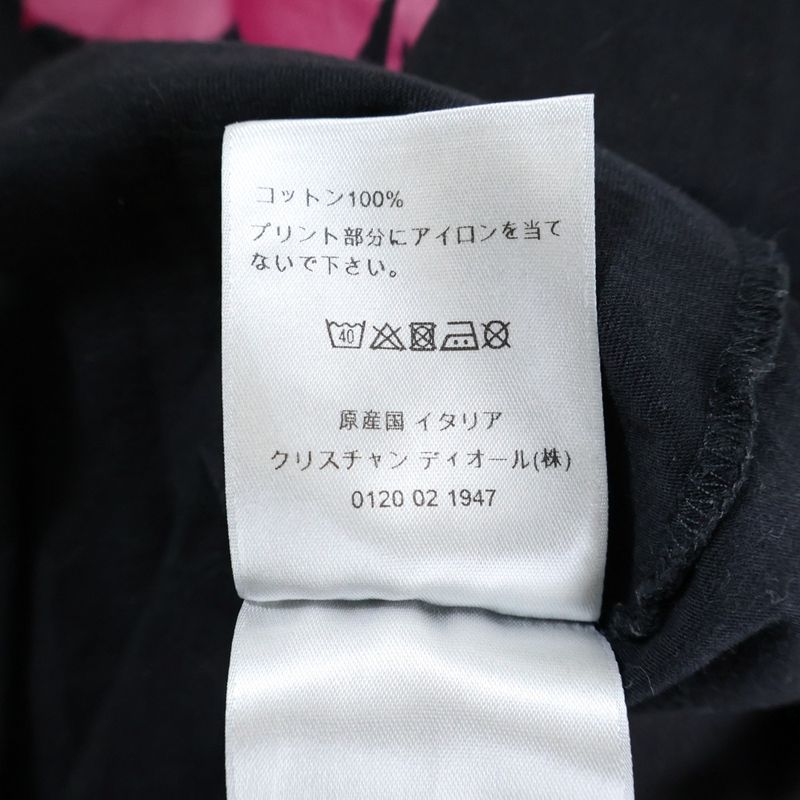 コットン100%
プリント部分にアイロンを当て
ないで下さい。
40
原産国 イタリア
クリスチャン ディオール(株)
0120 02 1947